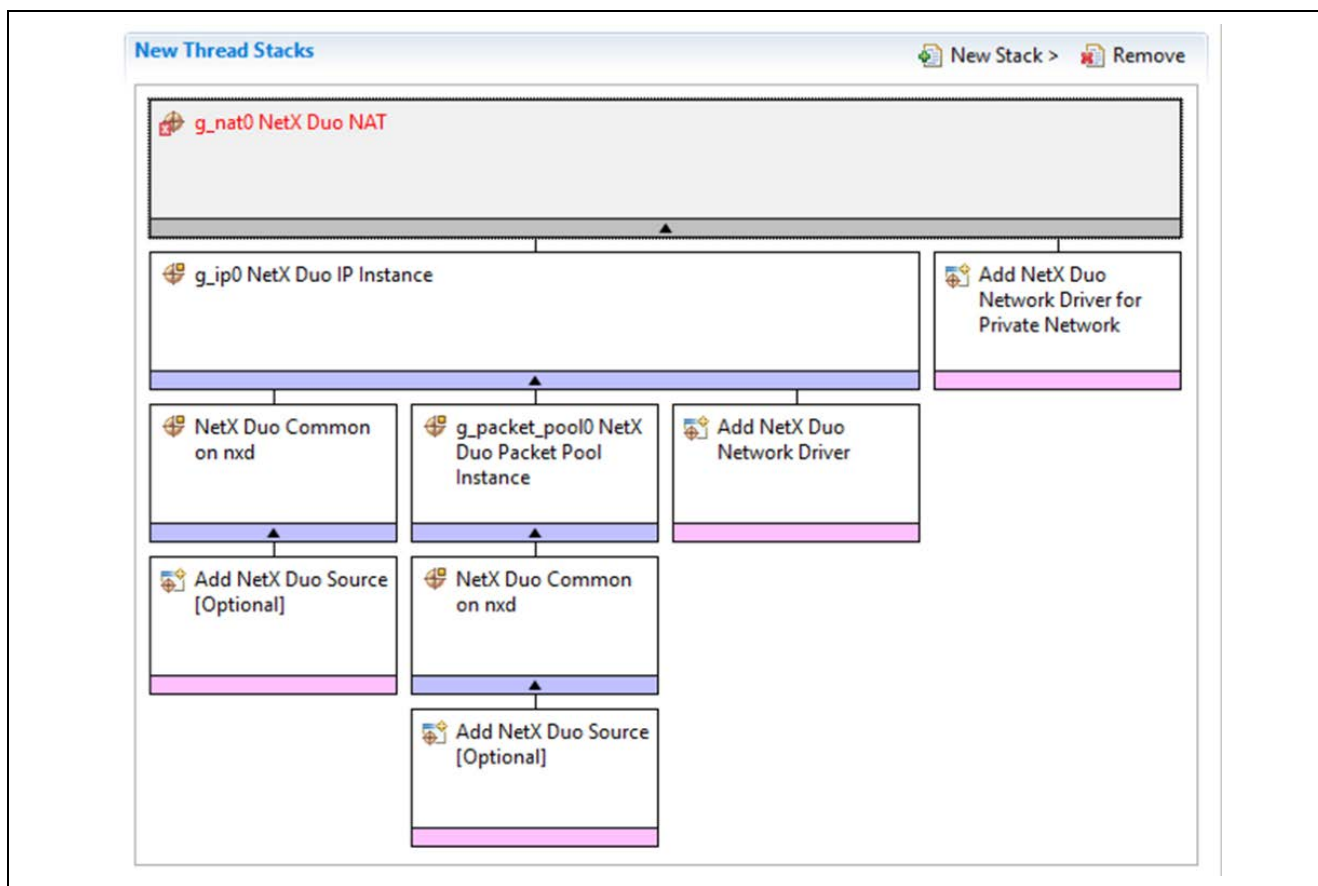 New Thread Stacks
New Stack >
Remove
g_nat0 NetX Duo NAT
g_ip0 NetX Duo IP Instance
Add NetX Duo
Network Driver for
Private Network
NetX Duo Common
on nxd
g_packet_pool0 NetX
Duo Packet Pool
Instance
Add NetX Duo
Network Driver
Add NetX Duo Source
[Optional]
NetX Duo Common
on nxd
Add NetX Duo Source
[Optional]